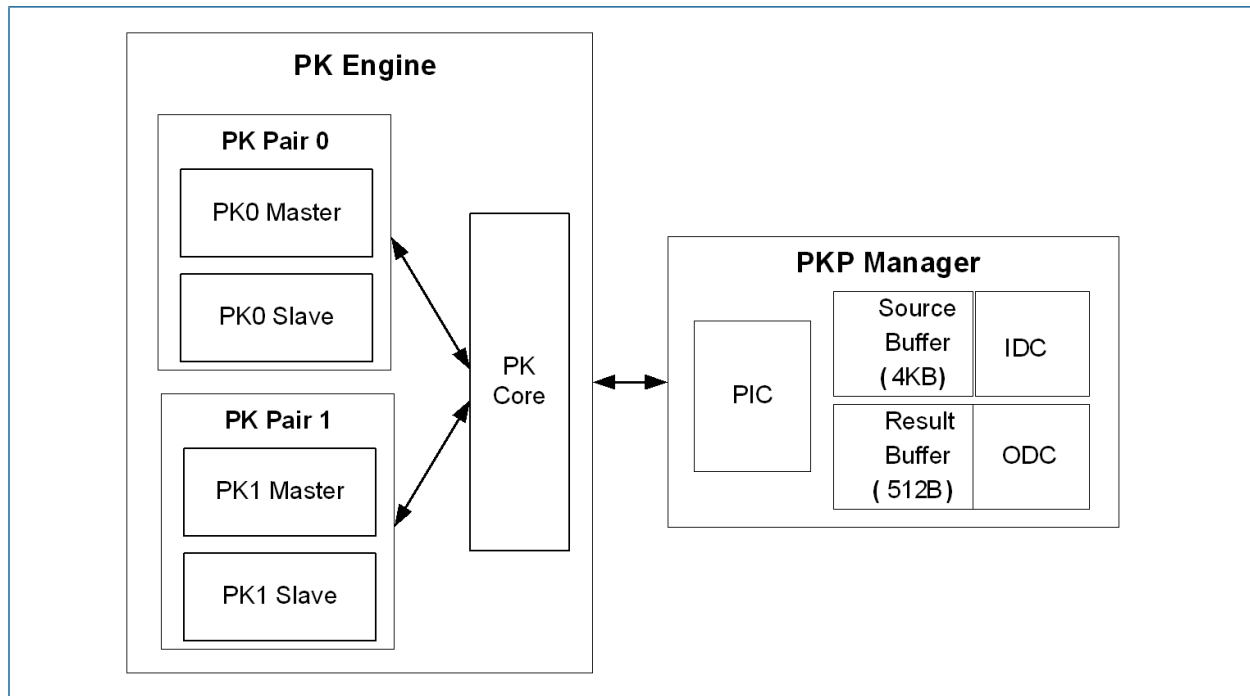 PK Engine
PK Pair 0
PK0 Master
PK0 Slave
PK Pair 1
PK1 Master
PK1 Slave
PK
Core
PKP Manager
PIC
Source
Buffer
( 4KB)
IDC
Result
Buffer
( 512B)
ODC